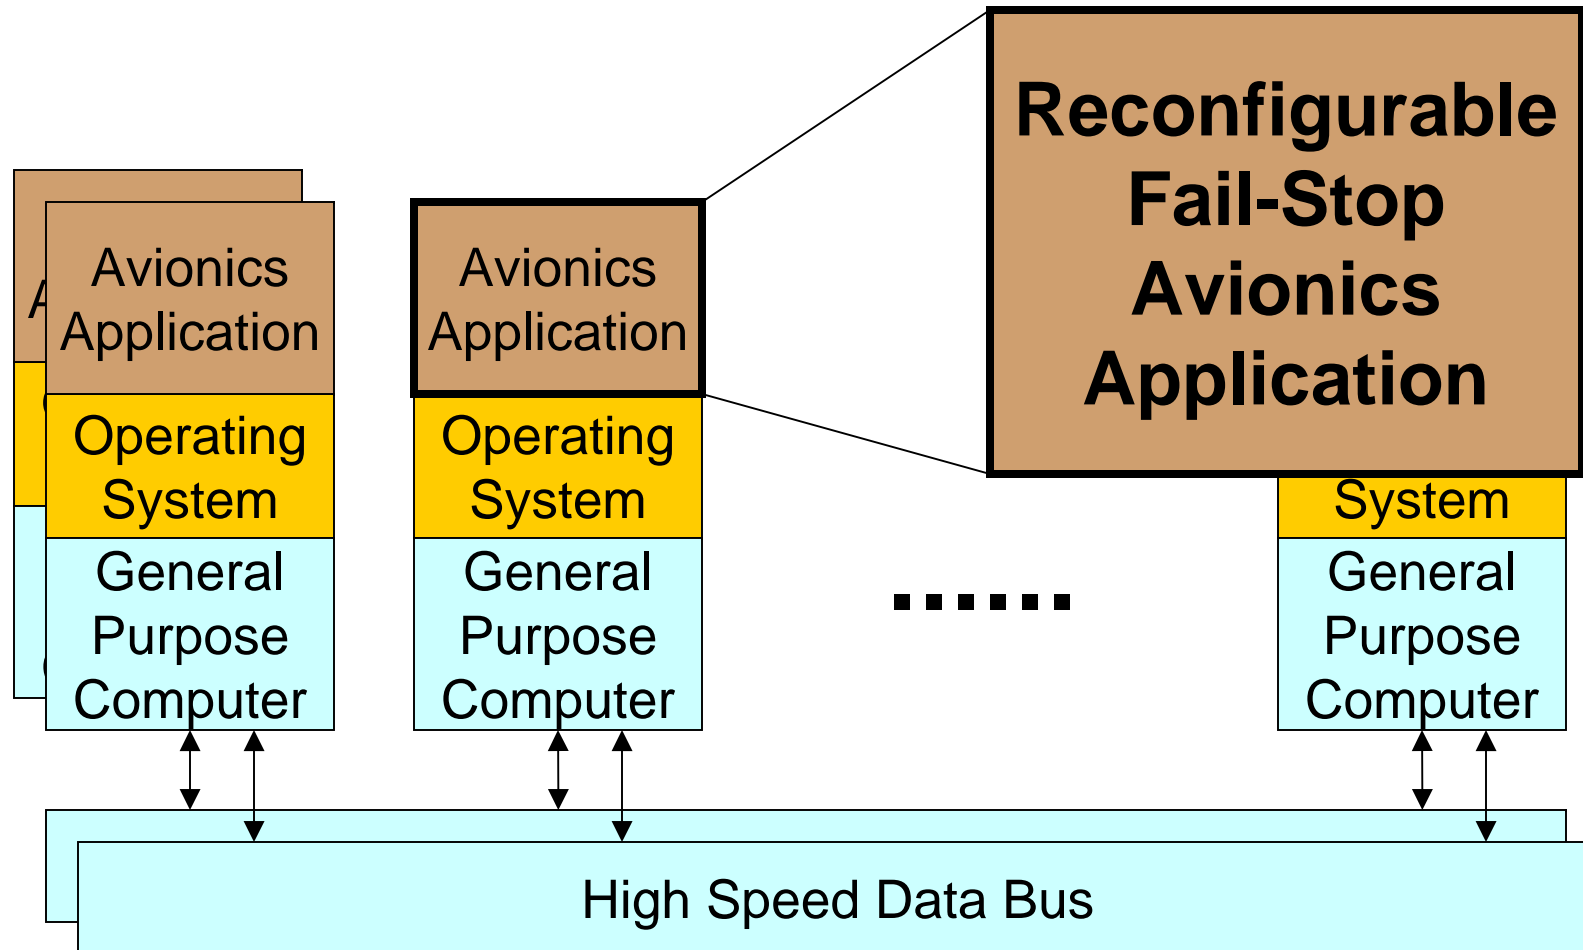 Reconfigurable
Fail-Stop
Avionics
Application
Avionics
Application
Operating
System
General
Purpose
Computer
Avionics
Application
Operating
System
General
Purpose
Computer
System
General
Purpose
Computer
High Speed Data Bus